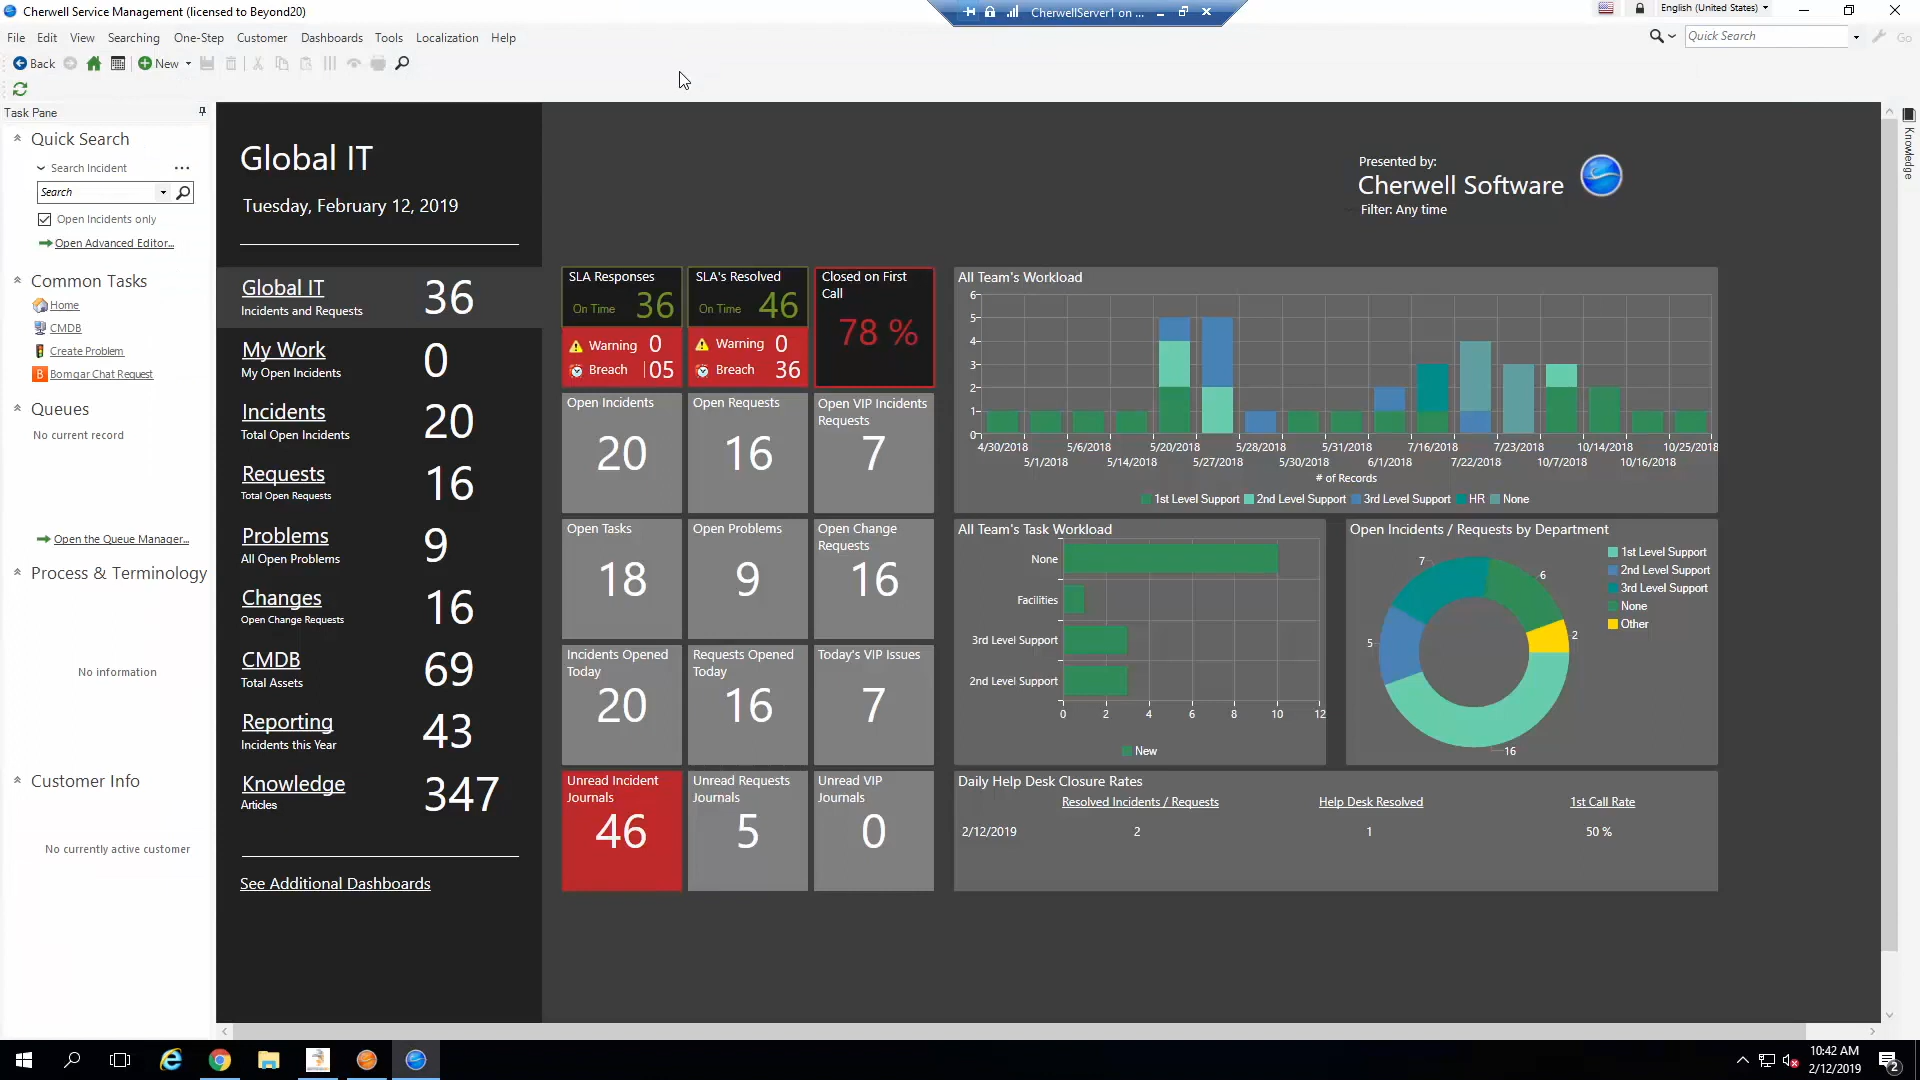 Cherwell Service Management (licensed to Beyond20)
CherwellServer1 on ...
English (United States)
File Edit View Searching One-Step Customer Dashboards Tools Localization Help
Quick Search
Go
Back
New
Task Pane
Quick Search
Search Incident
Search
Open Incidents only
Open Advanced Editor...
Common Tasks
Home
CMDB
Create Problem
B Bomgar Chat Request
Queues
No current record
Open the Queue Manager...
Process & Terminology
No information
Customer Info
No currently active customer
Global IT
Tuesday, February 12, 2019
Global IT 36
Incidents and Requests
My Work 0
My Open Incidents
Incidents 20
Total Open Incidents
Requests 16
Total Open Requests
Problems 9
All Open Problems
Changes 16
Open Change Requests
CMDB 69
Total Assets
Reporting 43
Incidents this Year
Knowledge 347
Articles
See Additional Dashboards
Presented by:
Cherwell Software
Filter: Any time
SLA Responses
On Time 36
Warning 0
Breach 05
SLA's Resolved
On Time 46
Warning 0
Breach 36
Closed on First
Call
78 %
Open Incidents
20
Open Requests
16
Open VIP Incidents
Requests
7
Open Tasks
18
Open Problems
9
Open Change
Requests
16
Incidents Opened
Today
20
Requests Opened
Today
16
Today's VIP Issues
7
Unread Incident
Journals
46
Unread Requests
Journals
5
Unread VIP
Journals
0
All Team's Workload
6
5
4
3
2
1
0
4/30/2018 5/6/2018 5/20/2018 5/28/2018 5/31/2018 7/16/2018 7/23/2018 10/14/2018 10/25/2018
5/1/2018 5/14/2018 5/27/2018 5/30/2018 6/1/2018 7/22/2018 10/7/2018 10/16/2018
# of Records
1st Level Support 2nd Level Support 3rd Level Support HR None
All Team's Task Workload
None
Facilities
3rd Level Support
2nd Level Support
0 2 4 6 8 10 12
New
Open Incidents / Requests by Department
7
6
2
5
16
1st Level Support
2nd Level Support
3rd Level Support
None
Other
Daily Help Desk Closure Rates
Resolved Incidents / Requests Help Desk Resolved 1st Call Rate
2/12/2019 2 1 50 %
Knowledge
10:42 AM
2/12/2019
2